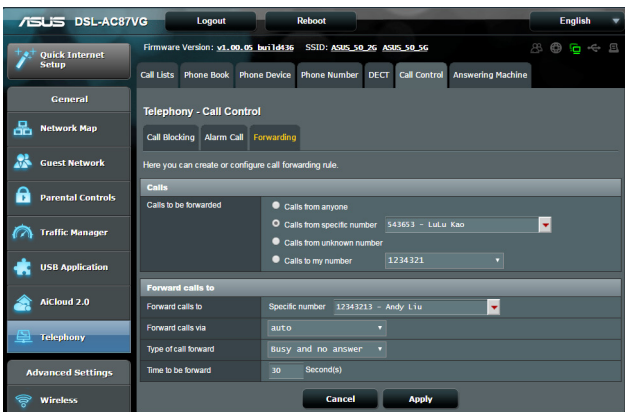 ASUS DSL-AC87VG Logout Reboot English
Quick Internet Setup
Firmware Version: v1.00.05 build436 SSID: ASUS_50_2G ASUS_50_5G
Call Lists Phone Book Phone Device Phone Number DECT Call Control Answering Machine
General
Network Map
Guest Network
Parental Controls
Traffic Manager
USB Application
AiCloud 2.0
Telephony
Advanced Settings
Wireless
Telephony - Call Control
Call Blocking Alarm Call Forwarding
Here you can create or configure call forwarding rule.
Calls
Calls to be forwarded
Calls from anyone
Calls from specific number 543653 - LuLu Kao
Calls from unknown number
Calls to my number 1234321
Forward calls to
Forward calls to Specific number 12343213 - Andy Liu
Forward calls via auto
Type of call forward Busy and no answer
Time to be forward 30 Second(s)
Cancel Apply